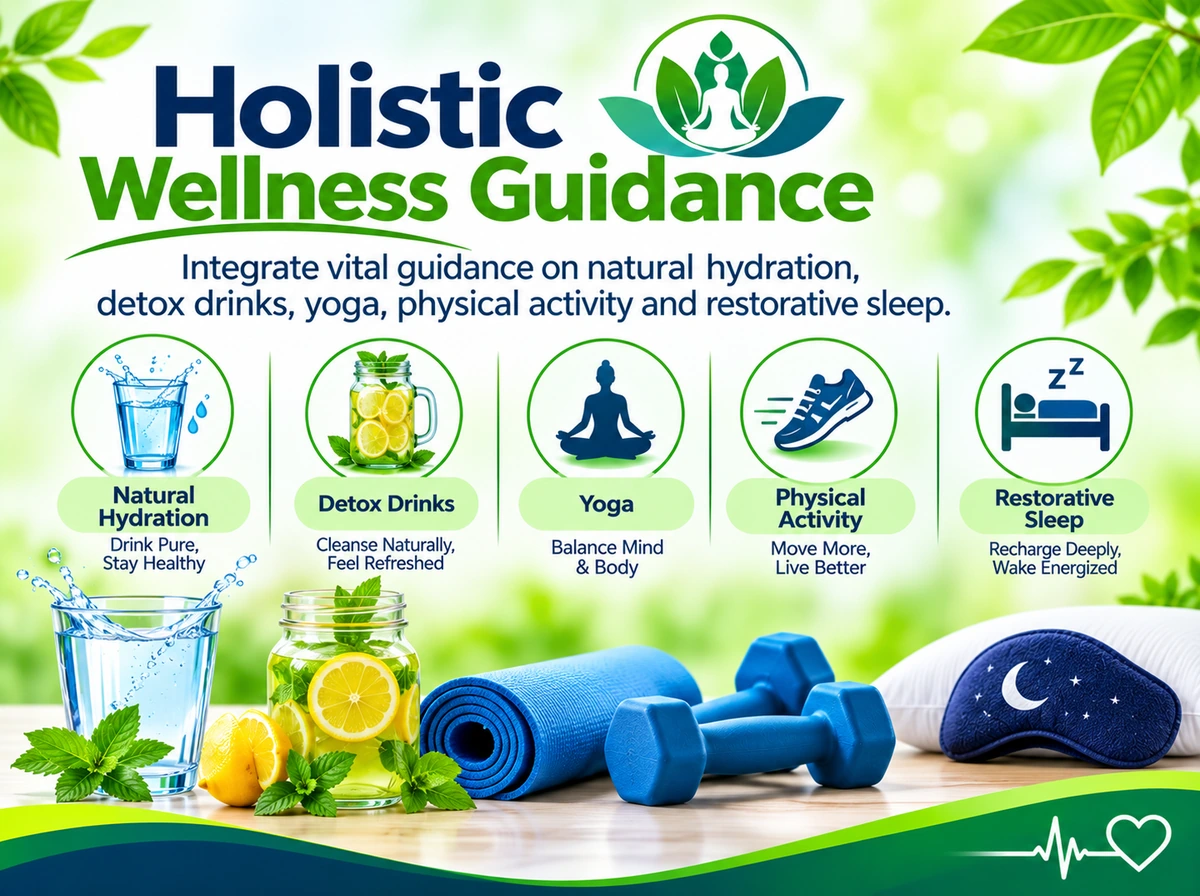 Holistic
Wellness Guidance
Integrate vital guidance on natural hydration,
detox drinks, yoga, physical activity and restorative sleep.
Natural
Hydration
Drink Pure,
Stay Healthy
Detox Drinks
Cleanse Naturally,
Feel Refreshed
Yoga
Balance Mind
& Body
Physical
Activity
Move More,
Live Better
z z
Restorative
Sleep
Recharge Deeply,
Wake Energized